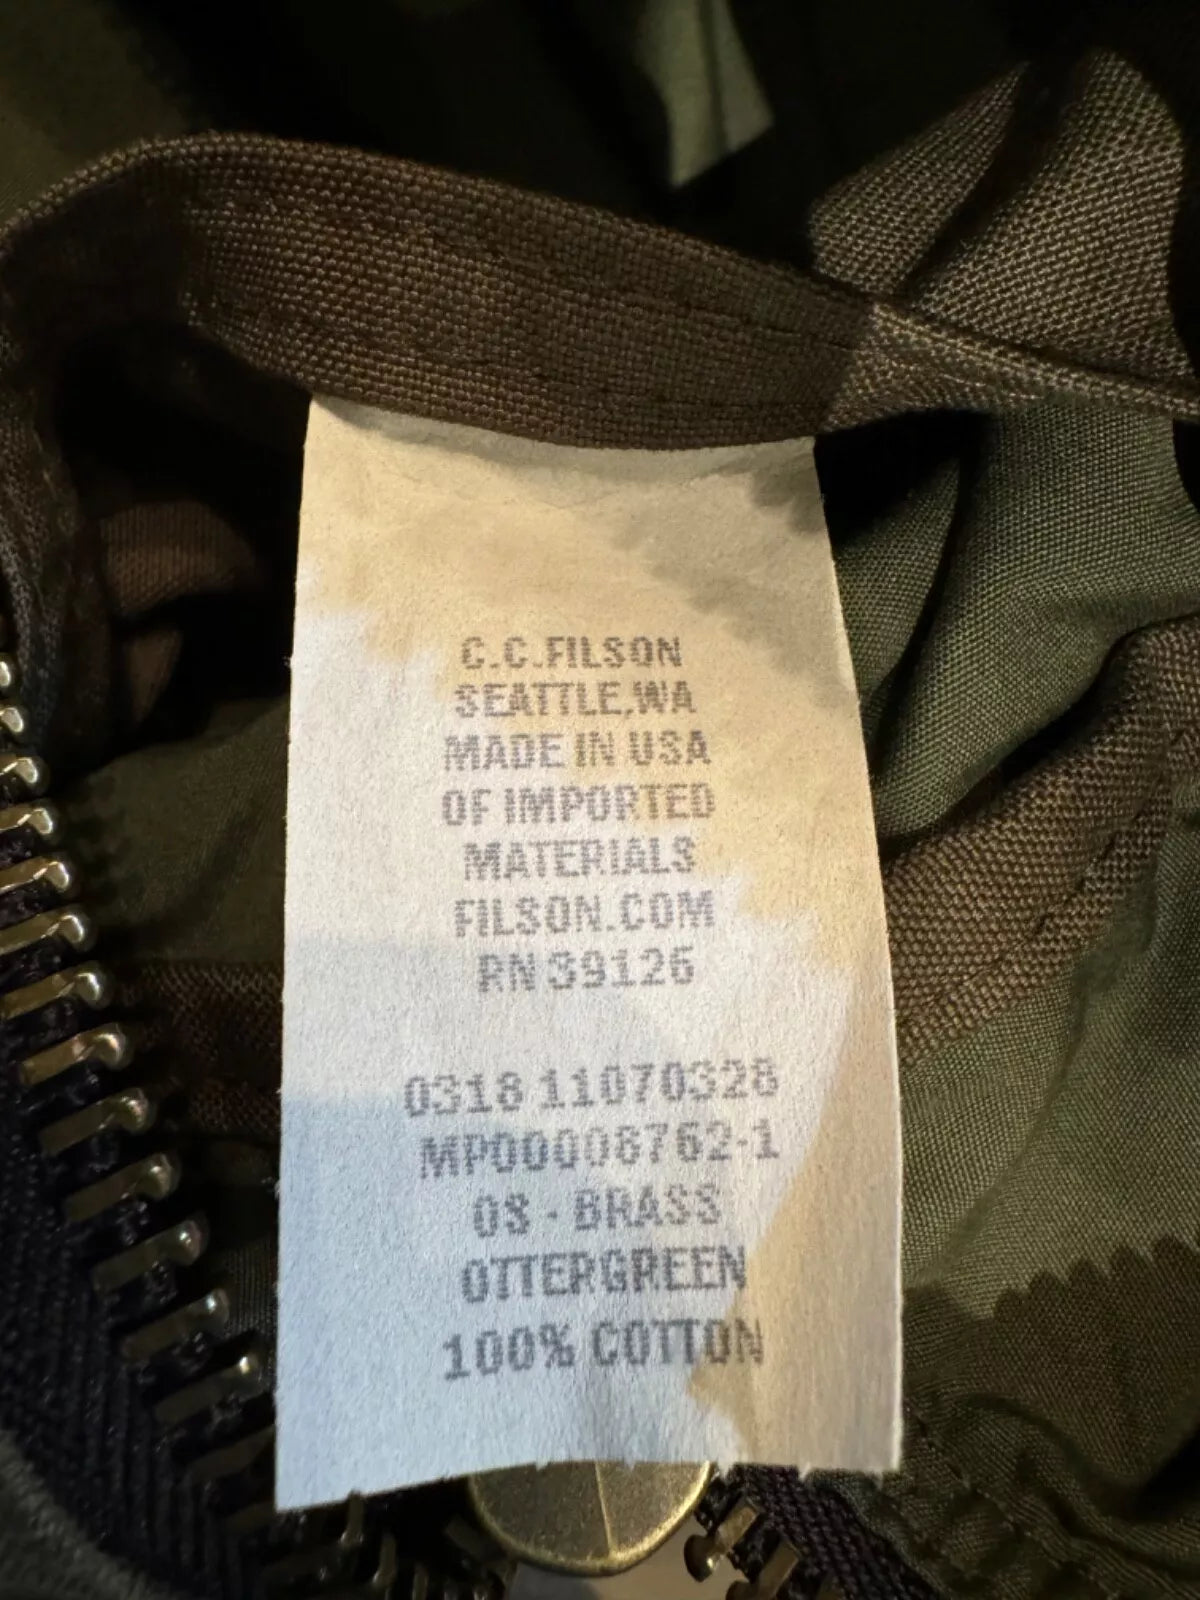 C.C.FILSON
SEATTLE,WA
MADE IN USA
OF IMPORTED
MATERIALS
FILSON.COM
RN 39126
0318 11070328
MP00006762-1
OS - BRASS
OTTERGREEN
100% COTTON